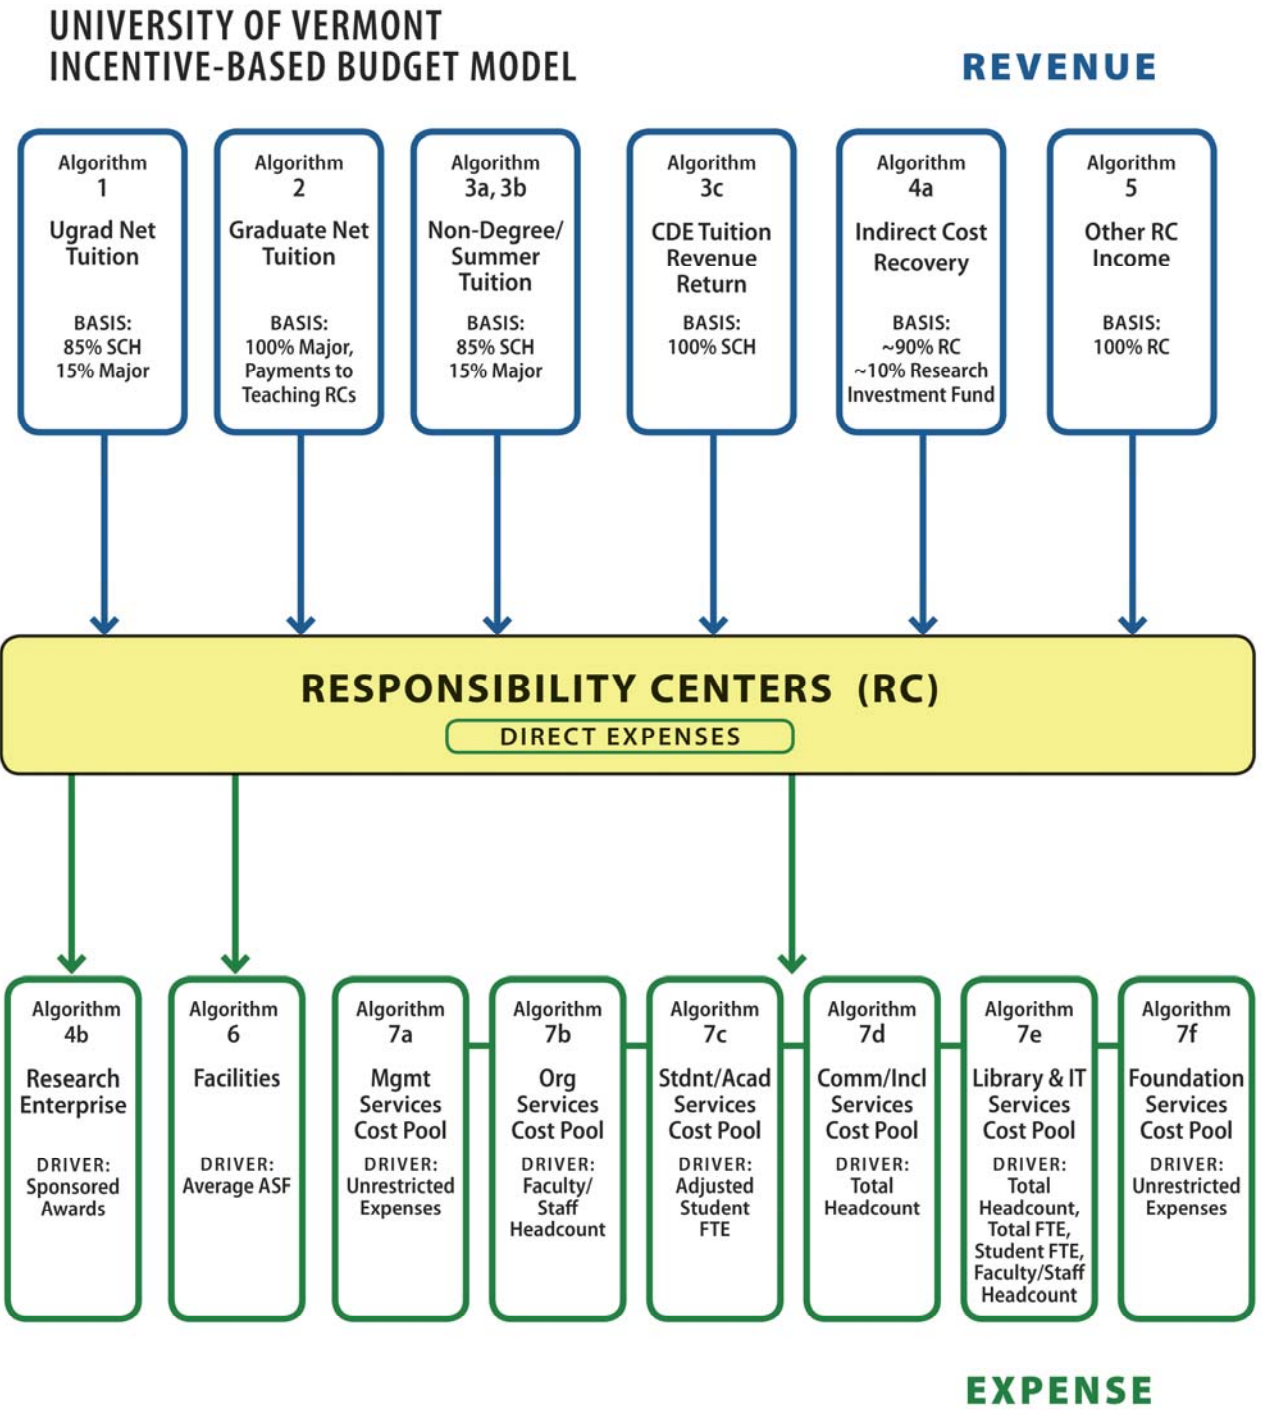 UNIVERSITY OF VERMONT
INCENTIVE-BASED BUDGET MODEL
REVENUE
Algorithm
1
Ugrad Net
Tuition
BASIS:
85% SCH
15% Major
Algorithm
2
Graduate Net
Tuition
BASIS:
100% Major,
Payments to
Teaching RCs
Algorithm
3a, 3b
Non-Degree/
Summer
Tuition
BASIS:
85% SCH
15% Major
Algorithm
3c
CDE Tuition
Revenue
Return
BASIS:
100% SCH
Algorithm
4a
Indirect Cost
Recovery
BASIS:
~90% RC
~10% Research
Investment Fund
Algorithm
5
Other RC
Income
BASIS:
100% RC
RESPONSIBILITY CENTERS (RC)
DIRECT EXPENSES
Algorithm
4b
Research
Enterprise
DRIVER:
Sponsored
Awards
Algorithm
6
Facilities
DRIVER:
Average ASF
Algorithm
7a
Mgmt
Services
Cost Pool
DRIVER:
Unrestricted
Expenses
Algorithm
7b
Org
Services
Cost Pool
DRIVER:
Faculty/
Staff
Headcount
Algorithm
7c
Stdnt/Acad
Services
Cost Pool
DRIVER:
Adjusted
Student
FTE
Algorithm
7d
Comm/Incl
Services
Cost Pool
DRIVER:
Total
Headcount
Algorithm
7e
Library & IT
Services
Cost Pool
DRIVER:
Total
Headcount,
Total FTE,
Student FTE,
Faculty/Staff
Headcount
Algorithm
7f
Foundation
Services
Cost Pool
DRIVER:
Unrestricted
Expenses
EXPENSE